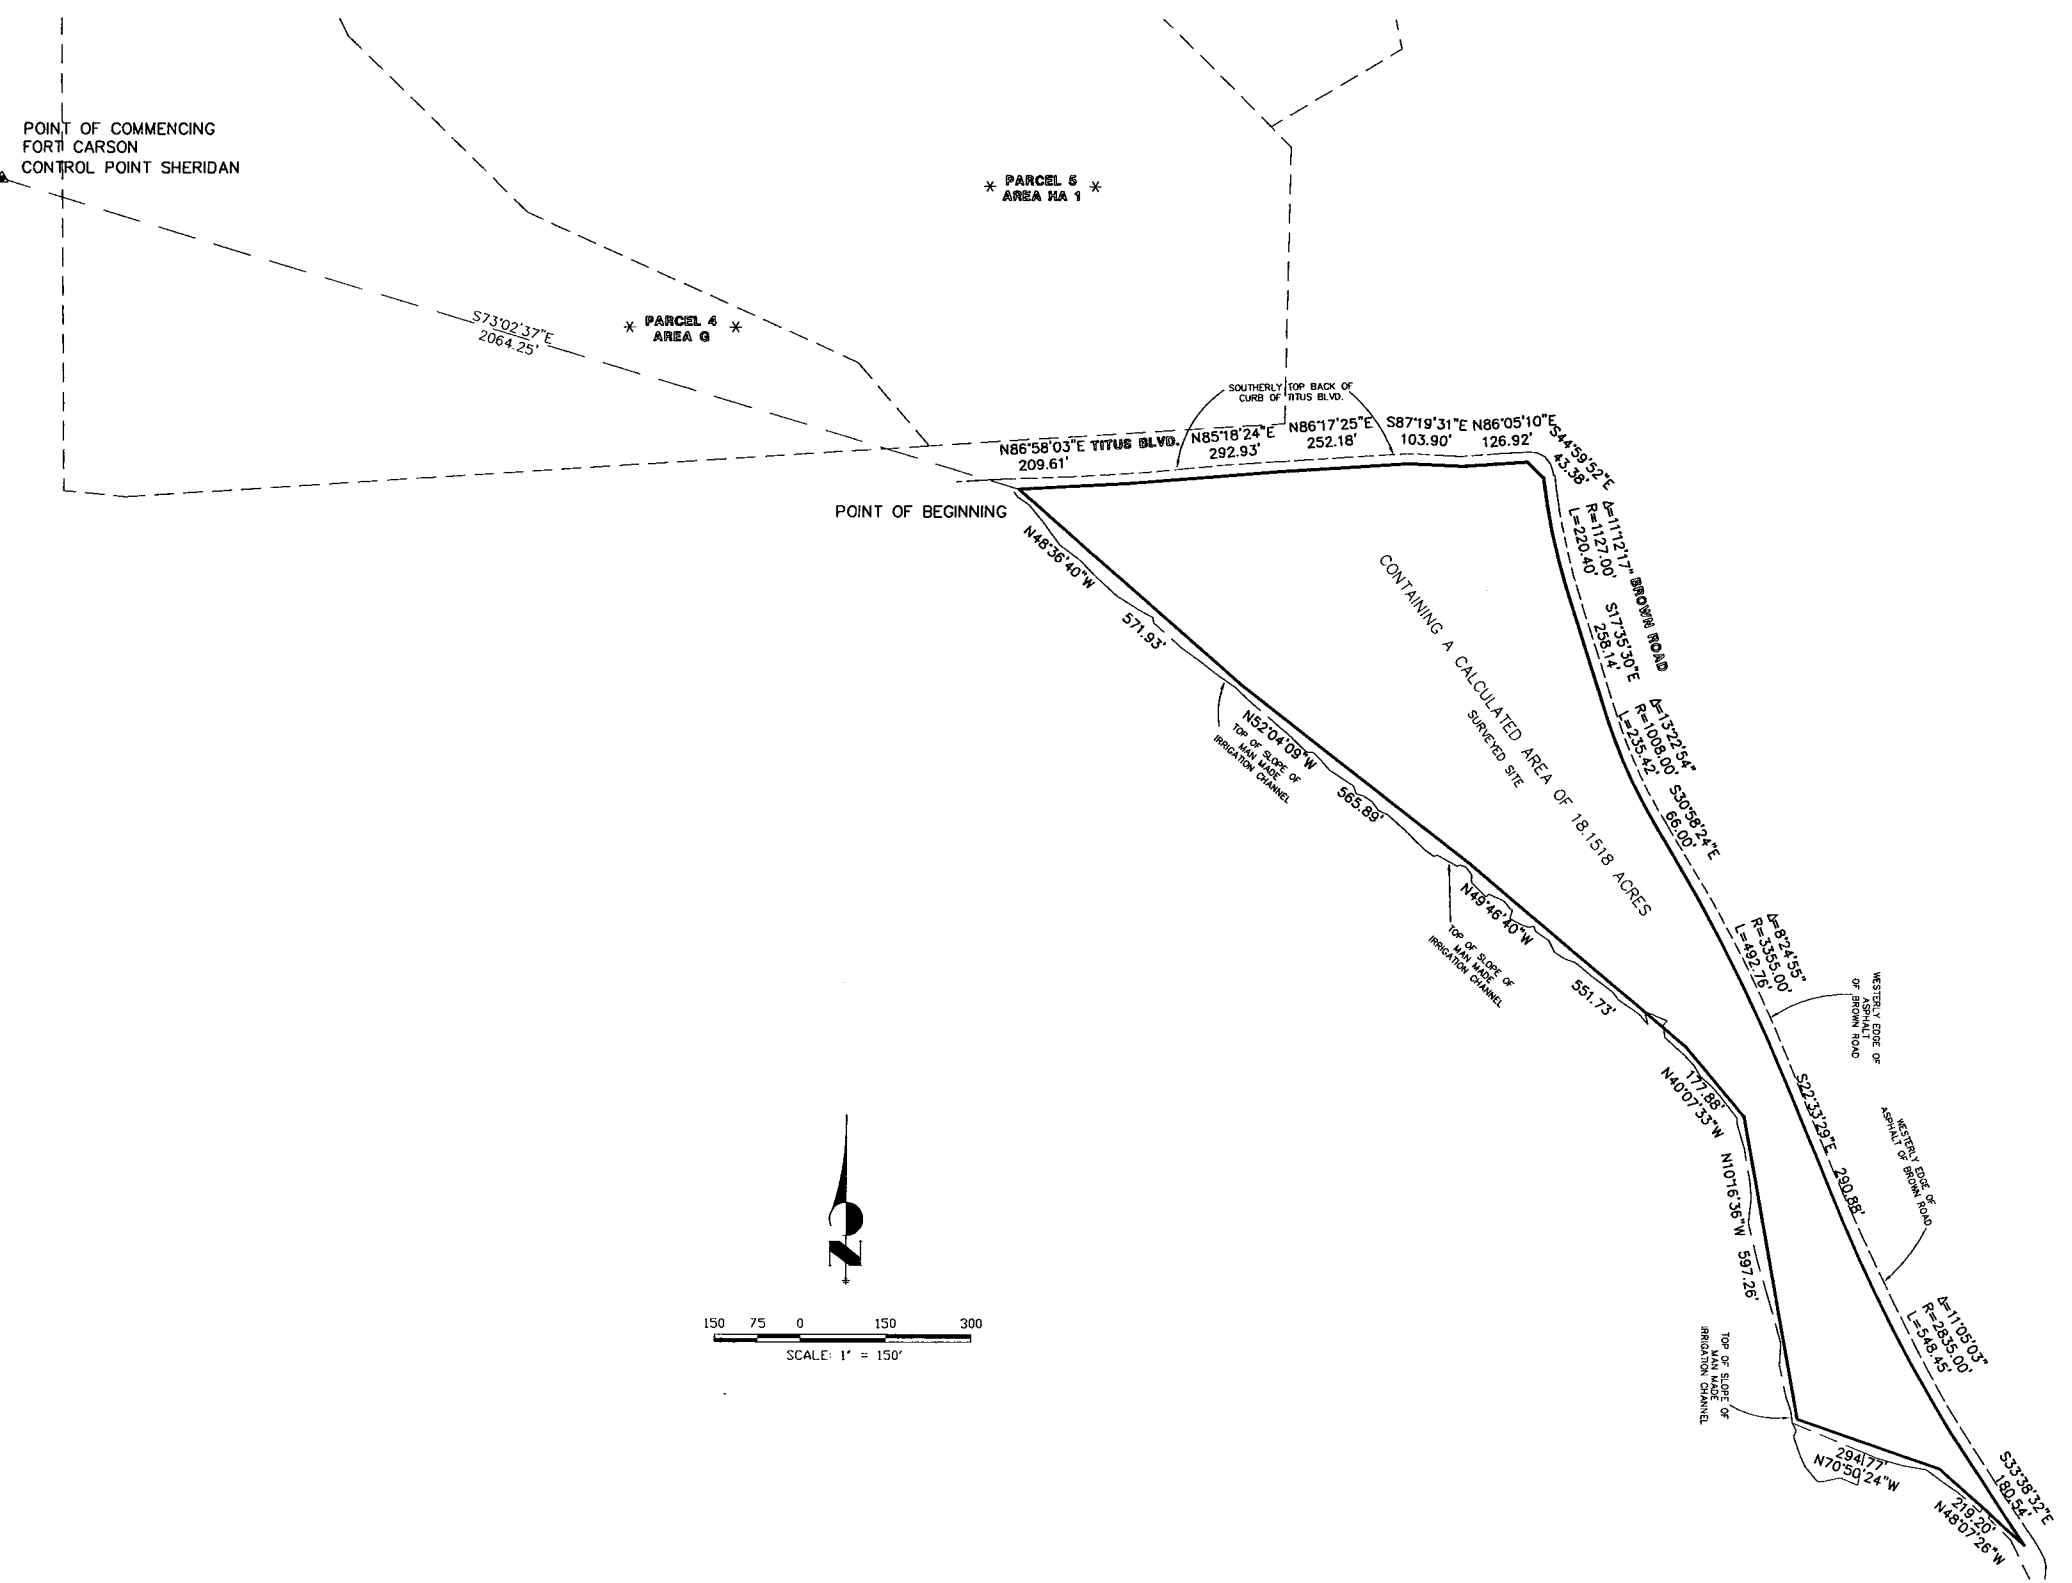 POINT OF COMMENCING
FORT CARSON
CONTROL POINT SHERIDAN
* PARCEL 5 *
AREA HA 1
S73°02'37"E
2064.25'
* PARCEL 4 *
AREA G
SOUTHERLY TOP BACK OF
CURB OF TITUS BLVD.
N86°58'03"E
209.61'
TITUS BLVD.
N85°18'24"E
292.93'
N86°17'25"E
252.18'
S87°19'31"E
103.90'
N86°05'10"E
126.92'
S44°59'52"E
43.38'
POINT OF BEGINNING
Δ=11°12'17"
R=1127.00'
L=220.40'
BROWN ROAD
S17°35'30"E
258.14'
Δ=13°22'54"
R=1008.00'
L=235.42'
S30°58'24"E
66.00'
CONTAINING A CALCULATED AREA OF 18.1518 ACRES
SURVEYED SITE
N48°36'40"W
571.93'
N52°04'09"W
565.89'
TOP OF SLOPE OF
MAN MADE
IRRIGATION CHANNEL
N49°46'40"W
551.73'
TOP OF SLOPE OF
MAN MADE
IRRIGATION CHANNEL
Δ=8°24'55"
R=3355.00'
L=492.76'
WESTERLY EDGE OF
ASPHALT
OF BROWN ROAD
177.88'
N40°07'33"W
S22°33'29"E 290.88'
WESTERLY EDGE OF
ASPHALT OF BROWN ROAD
N10°16'36"W 597.26'
Δ=11°05'03"
R=2835.00'
L=548.45'
TOP OF SLOPE OF
MAN MADE
IRRIGATION CHANNEL
294.77'
N70°50'24"W
S33°38'32"E
180.54'
219.20'
N48°07'26"W
N
150 75 0 150 300
SCALE: 1" = 150'